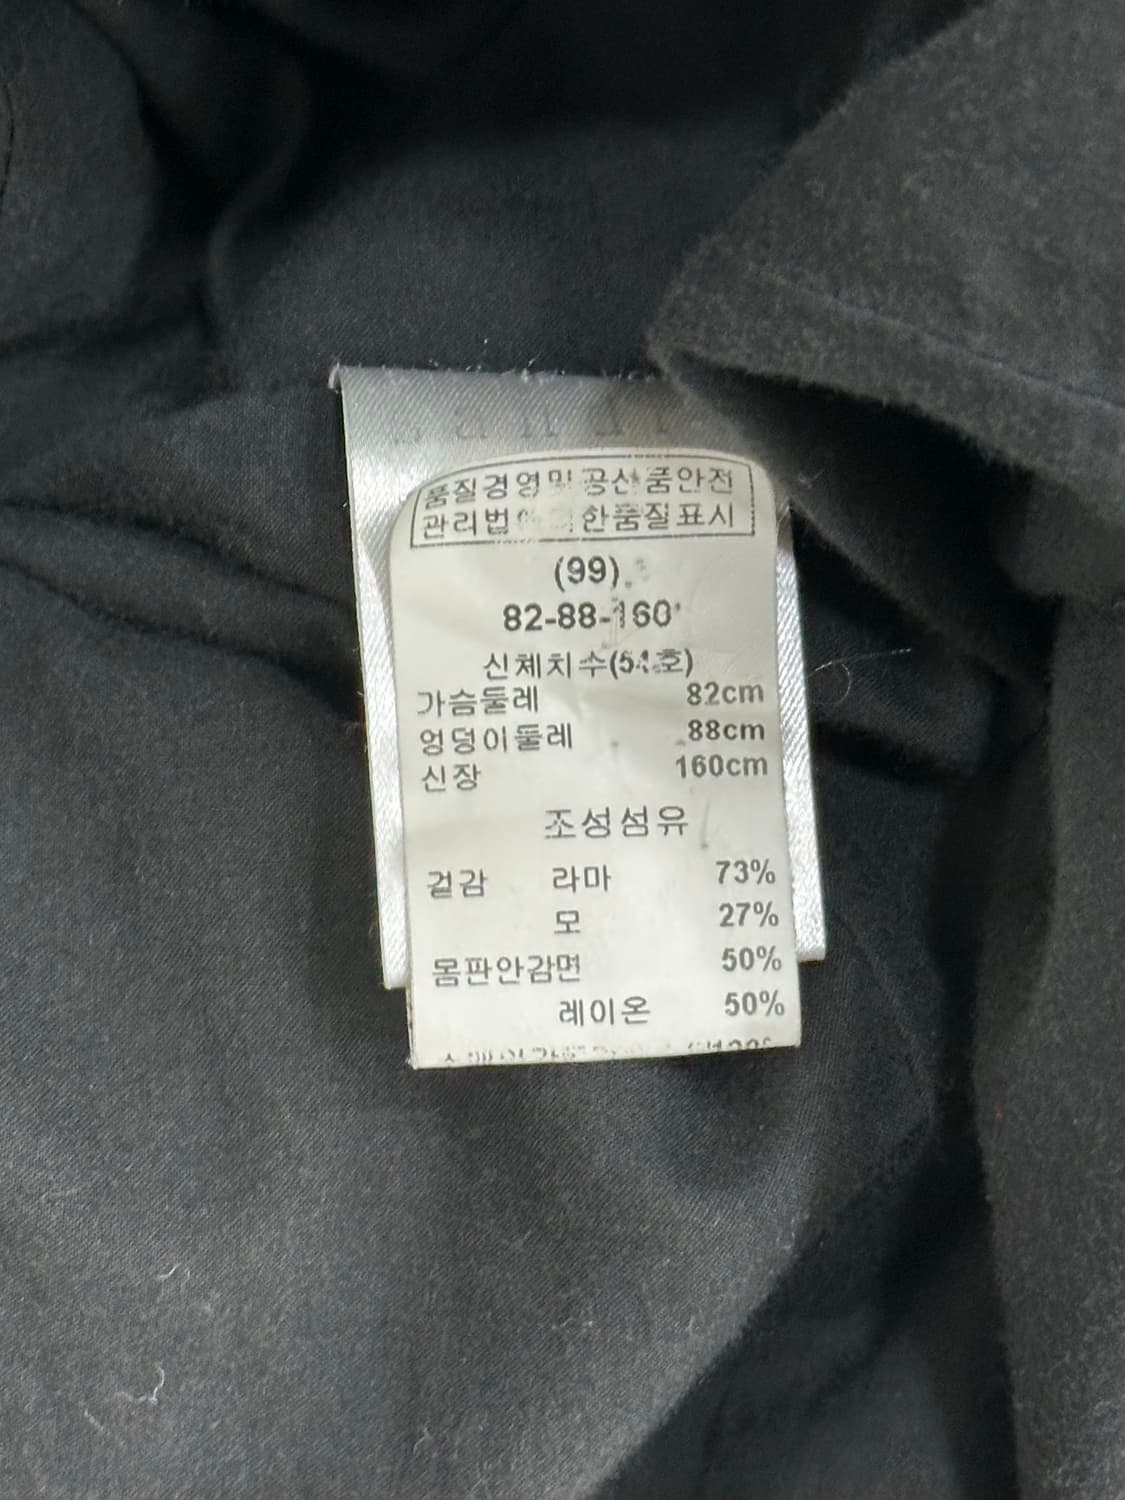 품질경영및공산품안전
관리법에의한품질표시
(99)
82-88-160
신체치수(54호)
가슴둘레 82cm
엉덩이둘레 88cm
신장 160cm
조성섬유
겉감 라마 73%
모 27%
몸판안감면 50%
레이온 50%